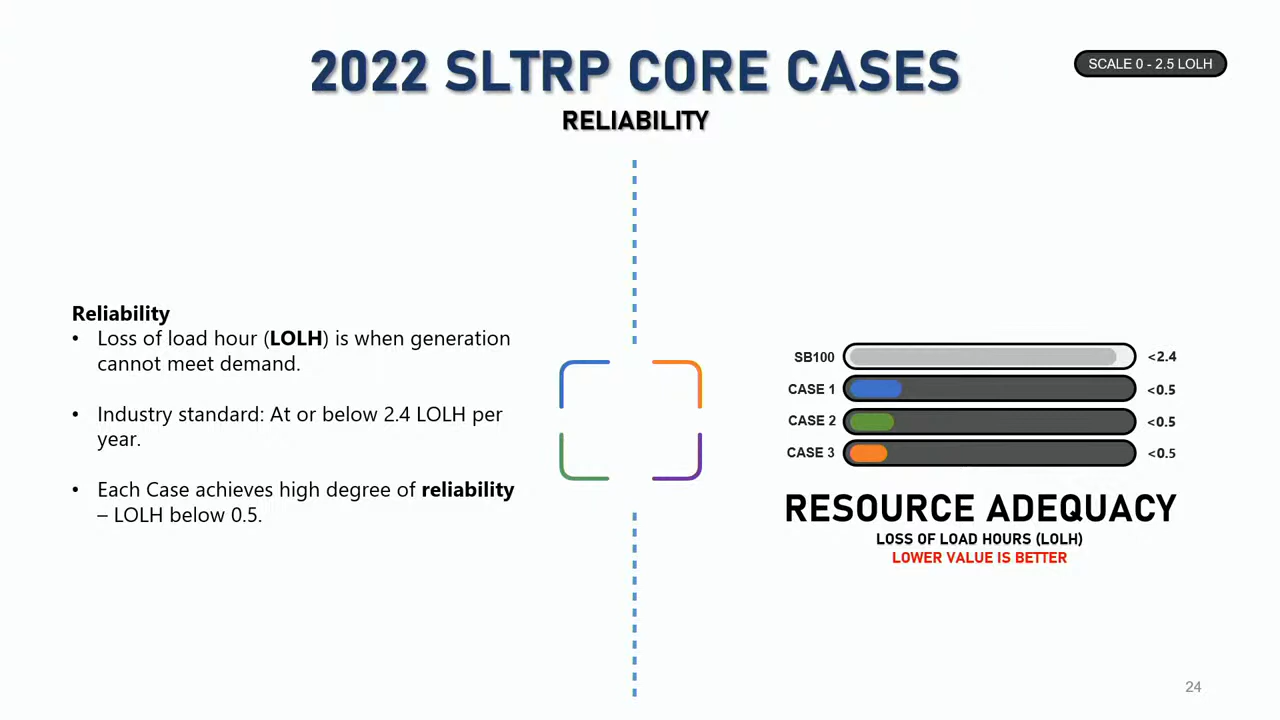 2022 SLTRP CORE CASES
SCALE 0 - 2.5 LOLH
RELIABILITY
Reliability
• Loss of load hour (LOLH) is when generation
cannot meet demand.
• Industry standard: At or below 2.4 LOLH per
year.
• Each Case achieves high degree of reliability
– LOLH below 0.5.
SB100 <2.4
CASE 1 <0.5
CASE 2 <0.5
CASE 3 <0.5
RESOURCE ADEQUACY
LOSS OF LOAD HOURS (LOLH)
LOWER VALUE IS BETTER
24